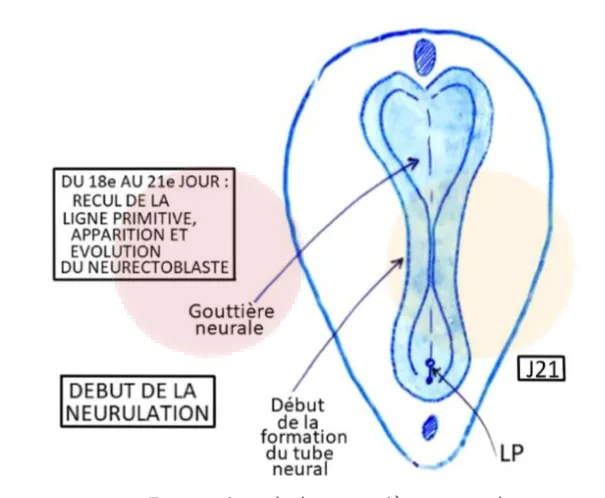 DU 18e AU 21e JOUR :
RECUL DE LA
LIGNE PRIMITIVE,
APPARITION ET
EVOLUTION
DU NEURECTOBLASTE
Gouttière
neurale
J21
DEBUT DE LA
NEURULATION
Début
de la
formation
du tube
neural
LP